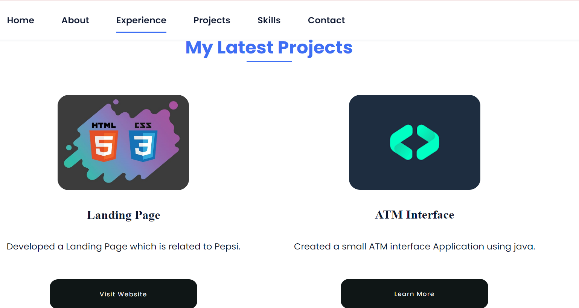 Home About Experience Projects Skills Contact
My Latest Projects
HTML CSS
5 3
Landing Page
ATM Interface
Developed a Landing Page which is related to Pepsi.
Created a small ATM interface Application using java.
Visit Website
Learn More